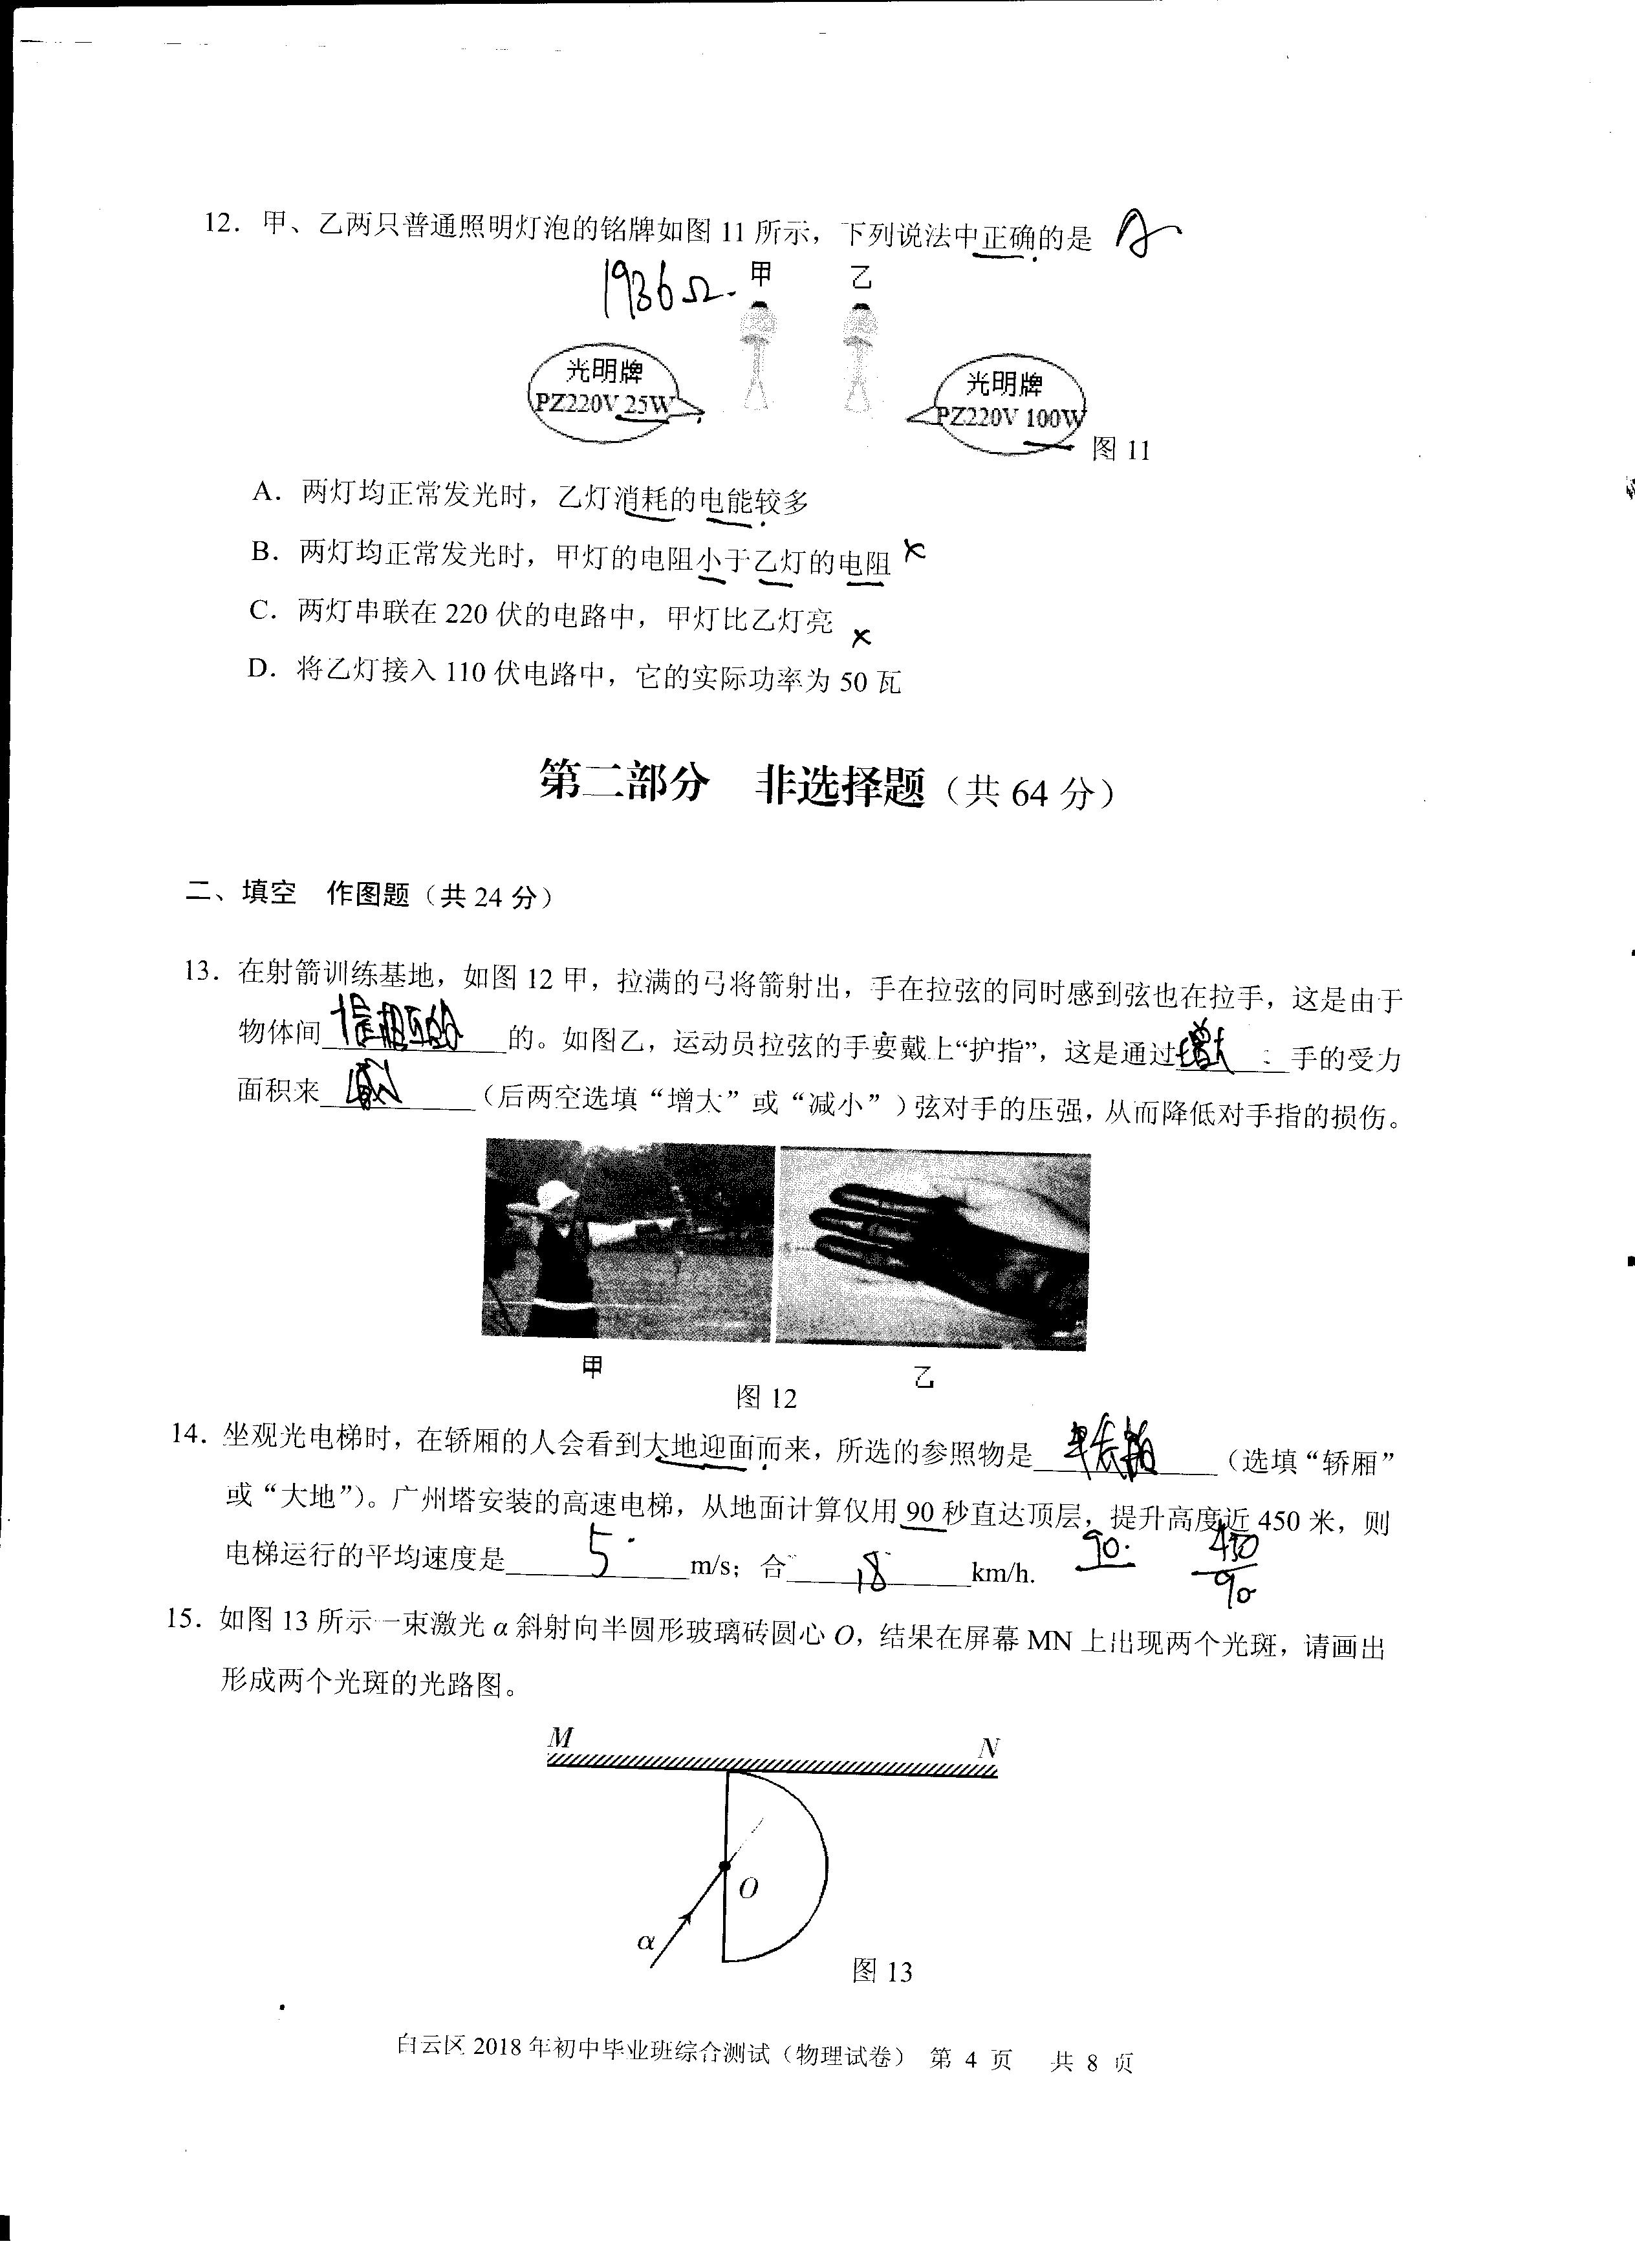 12. 甲、乙两只普通照明灯泡的铭牌如图 11 所示，下列说法中正确的是 A
1936Ω
甲 乙
光明牌
PZ220V 25W
光明牌
PZ220V 100W
图 11
A. 两灯均正常发光时，乙灯消耗的电能较多
B. 两灯均正常发光时，甲灯的电阻小于乙灯的电阻 ×
C. 两灯串联在 220 伏的电路中，甲灯比乙灯亮 ×
D. 将乙灯接入 110 伏电路中，它的实际功率为 50 瓦
第二部分 非选择题（共 64 分）
二、填空 作图题（共 24 分）
13. 在射箭训练基地，如图 12 甲，拉满的弓将箭射出，手在拉弦的同时感到弦也在拉手，这是由于
物体间 相互的 的。如图乙，运动员拉弦的手要戴上“护指”，这是通过 增大 手的受力
面积来 （后两空选填“增大”或“减小”）弦对手的压强，从而降低对手指的损伤。
甲 乙
图 12
14. 坐观光电梯时，在轿厢的人会看到大地迎面而来，所选的参照物是 （选填“轿厢”
或“大地”）。广州塔安装的高速电梯，从地面计算仅用 90 秒直达顶层，提升高度近 450 米，则
电梯运行的平均速度是 5 m/s；合 18 km/h. 90 450
90
15. 如图 13 所示一束激光 α 斜射向半圆形玻璃砖圆心 O，结果在屏幕 MN 上出现两个光斑，请画出
形成两个光斑的光路图。
M N
O
α
图 13
白云区 2018 年初中毕业班综合测试（物理试卷） 第 4 页 共 8 页